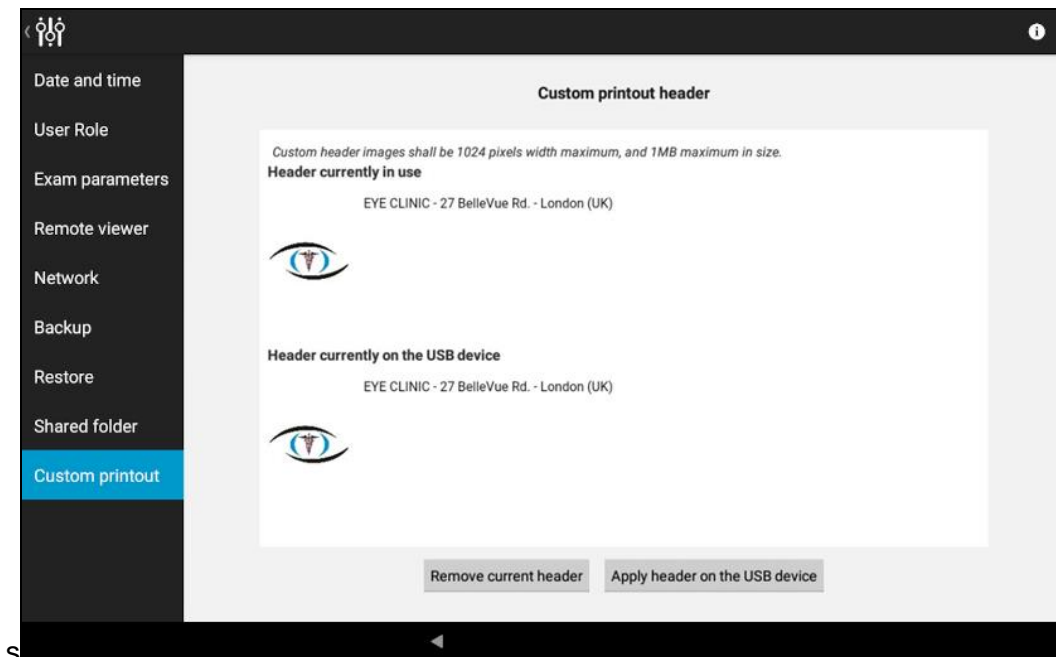 Date and time
User Role
Exam parameters
Remote viewer
Network
Backup
Restore
Shared folder
Custom printout
Custom printout header
Custom header images shall be 1024 pixels width maximum, and 1MB maximum in size.
Header currently in use
EYE CLINIC - 27 BelleVue Rd. - London (UK)
Header currently on the USB device
EYE CLINIC - 27 BelleVue Rd. - London (UK)
Remove current header
Apply header on the USB device
s